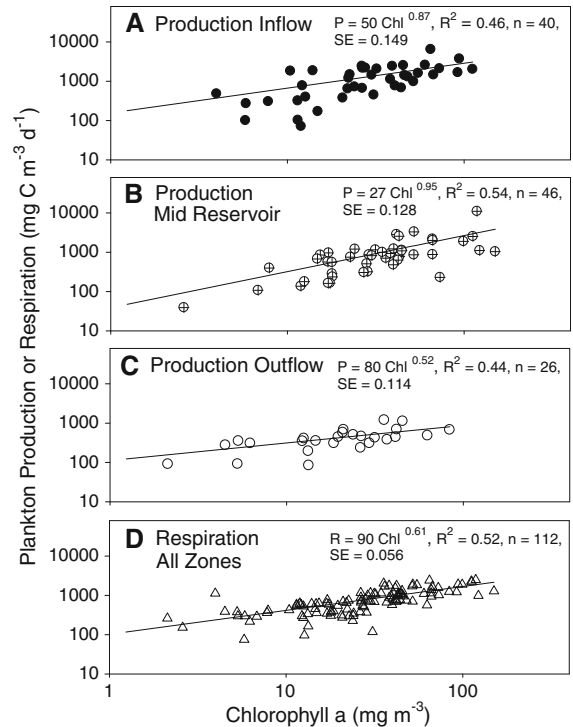 Plankton Production or Respiration (mg C m⁻³ d⁻¹)
A Production Inflow
P = 50 Chl ^0.87, R² = 0.46, n = 40,
SE = 0.149
10000
1000
100
10
B Production
Mid Reservoir
P = 27 Chl ^0.95, R² = 0.54, n = 46,
SE = 0.128
10000
1000
100
10
C Production Outflow
P = 80 Chl ^0.52, R² = 0.44, n = 26,
SE = 0.114
10000
1000
100
10
D Respiration
All Zones
R = 90 Chl ^0.61, R² = 0.52, n = 112,
SE = 0.056
10000
1000
100
10
1 10 100
Chlorophyll a (mg m⁻³)